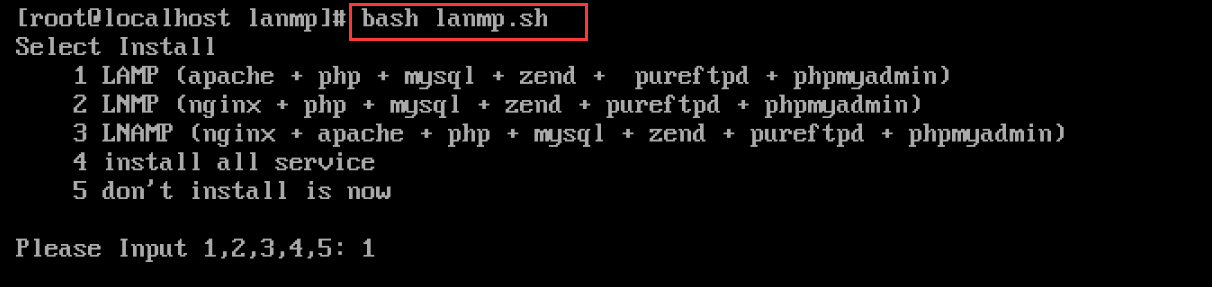 [root@localhost lanmp]# bash lanmp.sh
Select Install
    1 LAMP (apache + php + mysql + zend +  pureftpd + phpmyadmin)
    2 LNMP (nginx + php + mysql + zend + pureftpd + phpmyadmin)
    3 LNAMP (nginx + apache + php + mysql + zend + pureftpd + phpmyadmin)
    4 install all service
    5 don't install is now
Please Input 1,2,3,4,5: 1